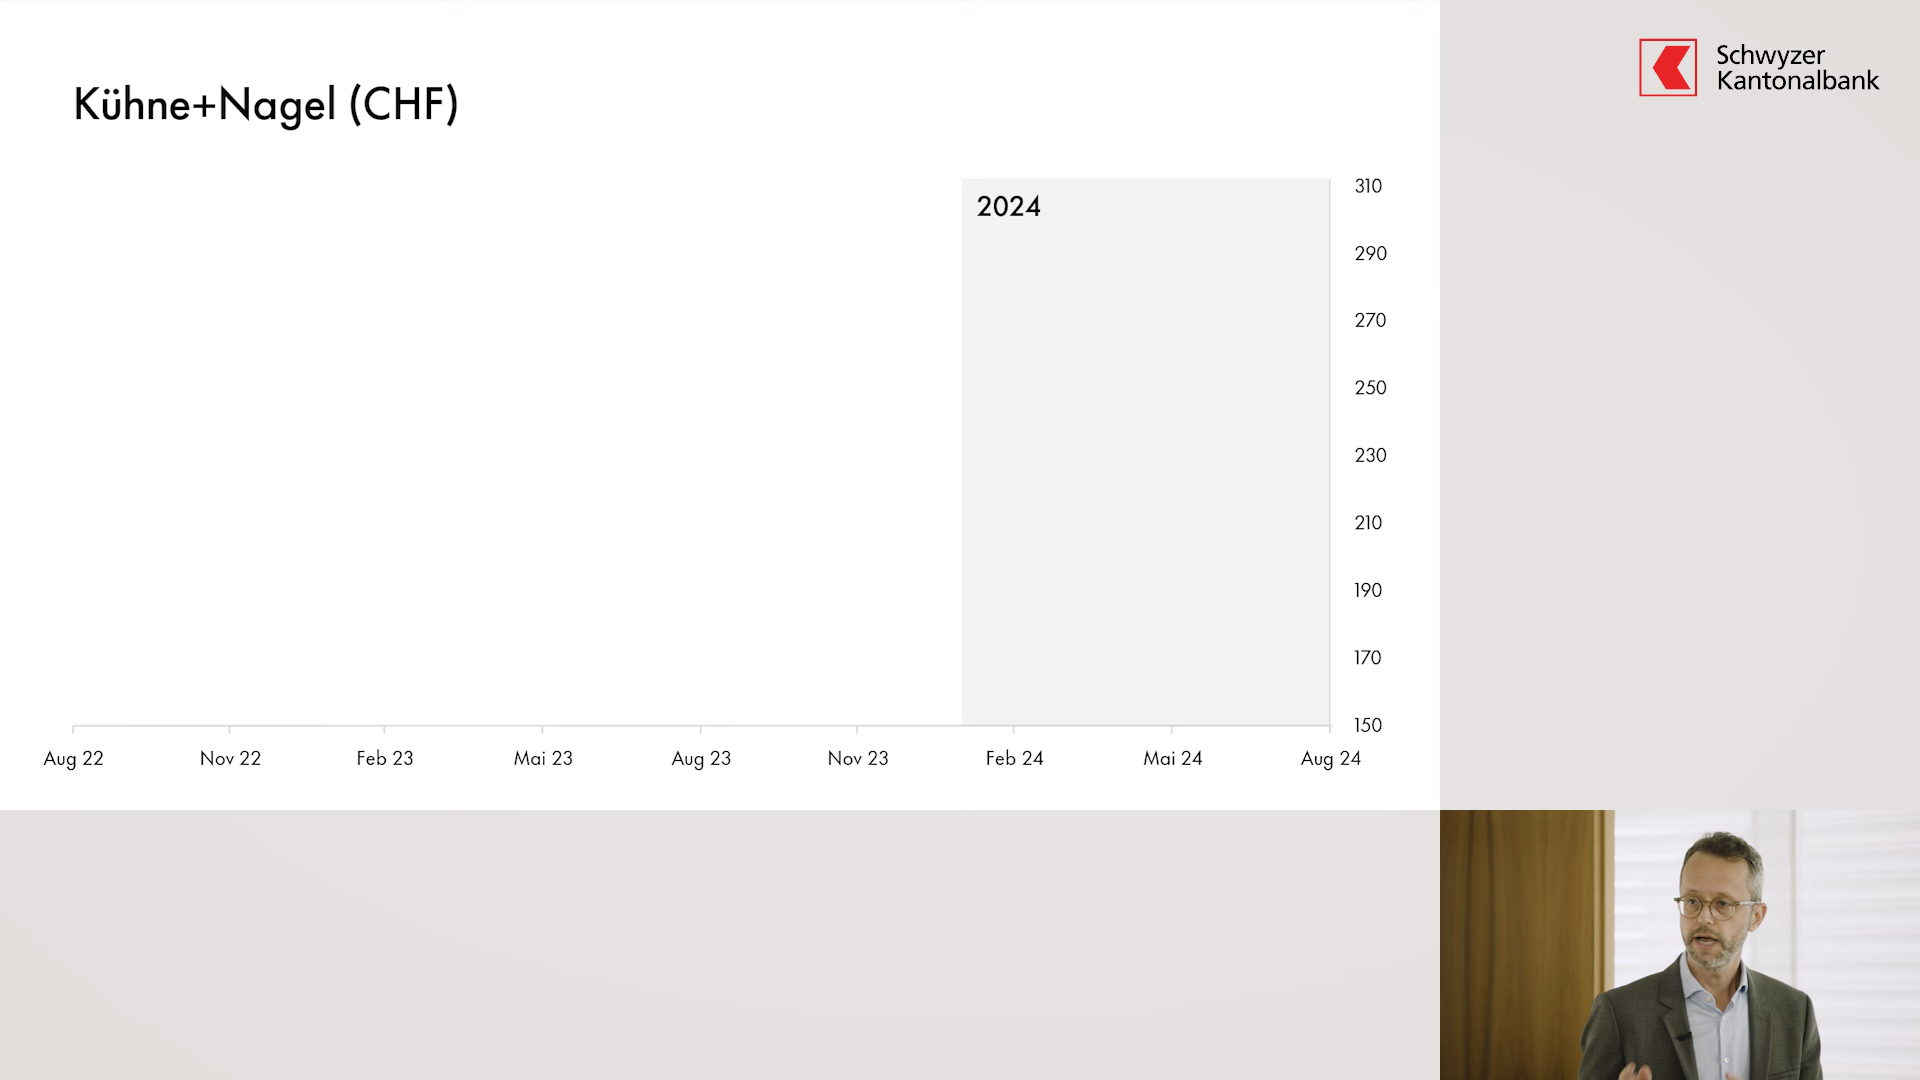 Kühne+Nagel (CHF)
Schwyzer
Kantonalbank
2024
310
290
270
250
230
210
190
170
150
Aug 22
Nov 22
Feb 23
Mai 23
Aug 23
Nov 23
Feb 24
Mai 24
Aug 24